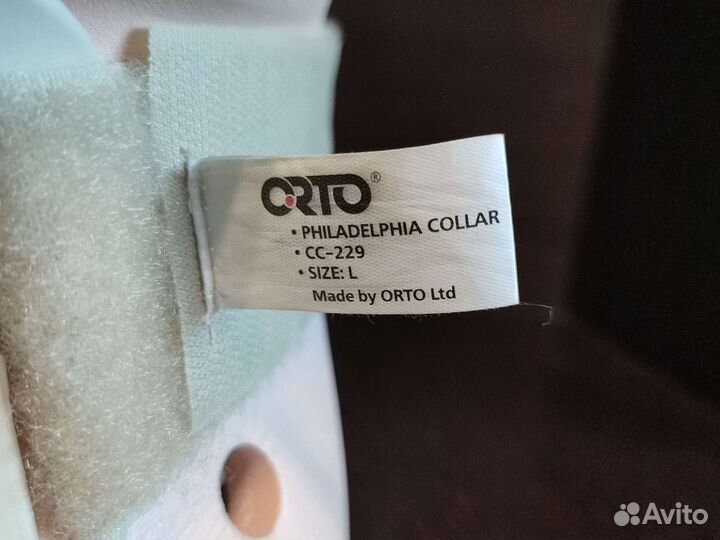 ORTO®
• PHILADELPHIA COLLAR
• CC-229
• SIZE: L
Made by ORTO Ltd
Avito